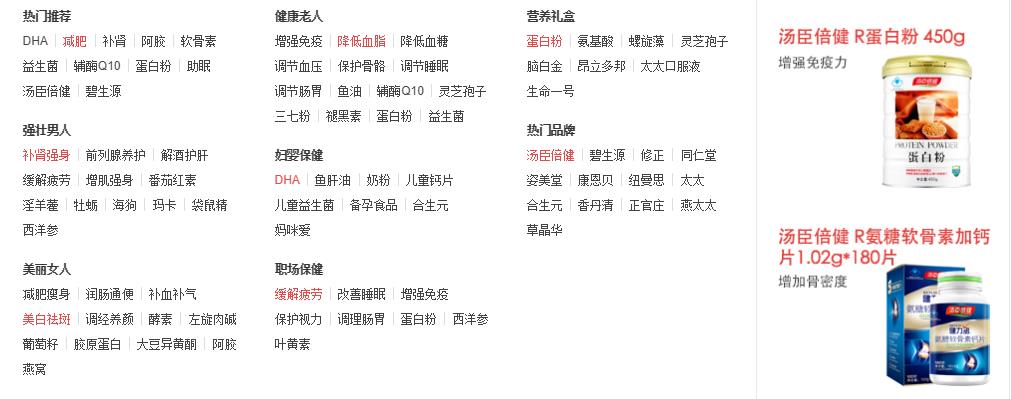 热门推荐
DHA 减肥 补肾 阿胶 软骨素
益生菌 辅酶Q10 蛋白粉 助眠
汤臣倍健 碧生源
强壮男人
补肾强身 前列腺养护 解酒护肝
缓解疲劳 增肌强身 番茄红素
淫羊藿 牡蛎 海狗 玛卡 袋鼠精
西洋参
美丽女人
减肥瘦身 润肠通便 补血补气
美白祛斑 调经养颜 酵素 左旋肉碱
葡萄籽 胶原蛋白 大豆异黄酮 阿胶
燕窝
健康老人
增强免疫 降低血脂 降低血糖
调节血压 保护骨骼 调节睡眠
调节肠胃 鱼油 辅酶Q10 灵芝孢子
三七粉 褪黑素 蛋白粉 益生菌
妇婴保健
DHA 鱼肝油 奶粉 儿童钙片
儿童益生菌 备孕食品 合生元
妈咪爱
职场保健
缓解疲劳 改善睡眠 增强免疫
保护视力 调理肠胃 蛋白粉 西洋参
叶黄素
营养礼盒
蛋白粉 氨基酸 螺旋藻 灵芝孢子
脑白金 昂立多邦 太太口服液
生命一号
热门品牌
汤臣倍健 碧生源 修正 同仁堂
姿美堂 康恩贝 纽曼思 太太
合生元 香丹清 正官庄 燕太太
草晶华
汤臣倍健 R蛋白粉 450g
增强免疫力
汤臣倍健
PROTEIN POWDER
蛋白粉
汤臣倍健 R氨糖软骨素加钙
片1.02g*180片
增加骨密度
汤臣倍健
健力多
氨糖软骨素钙片